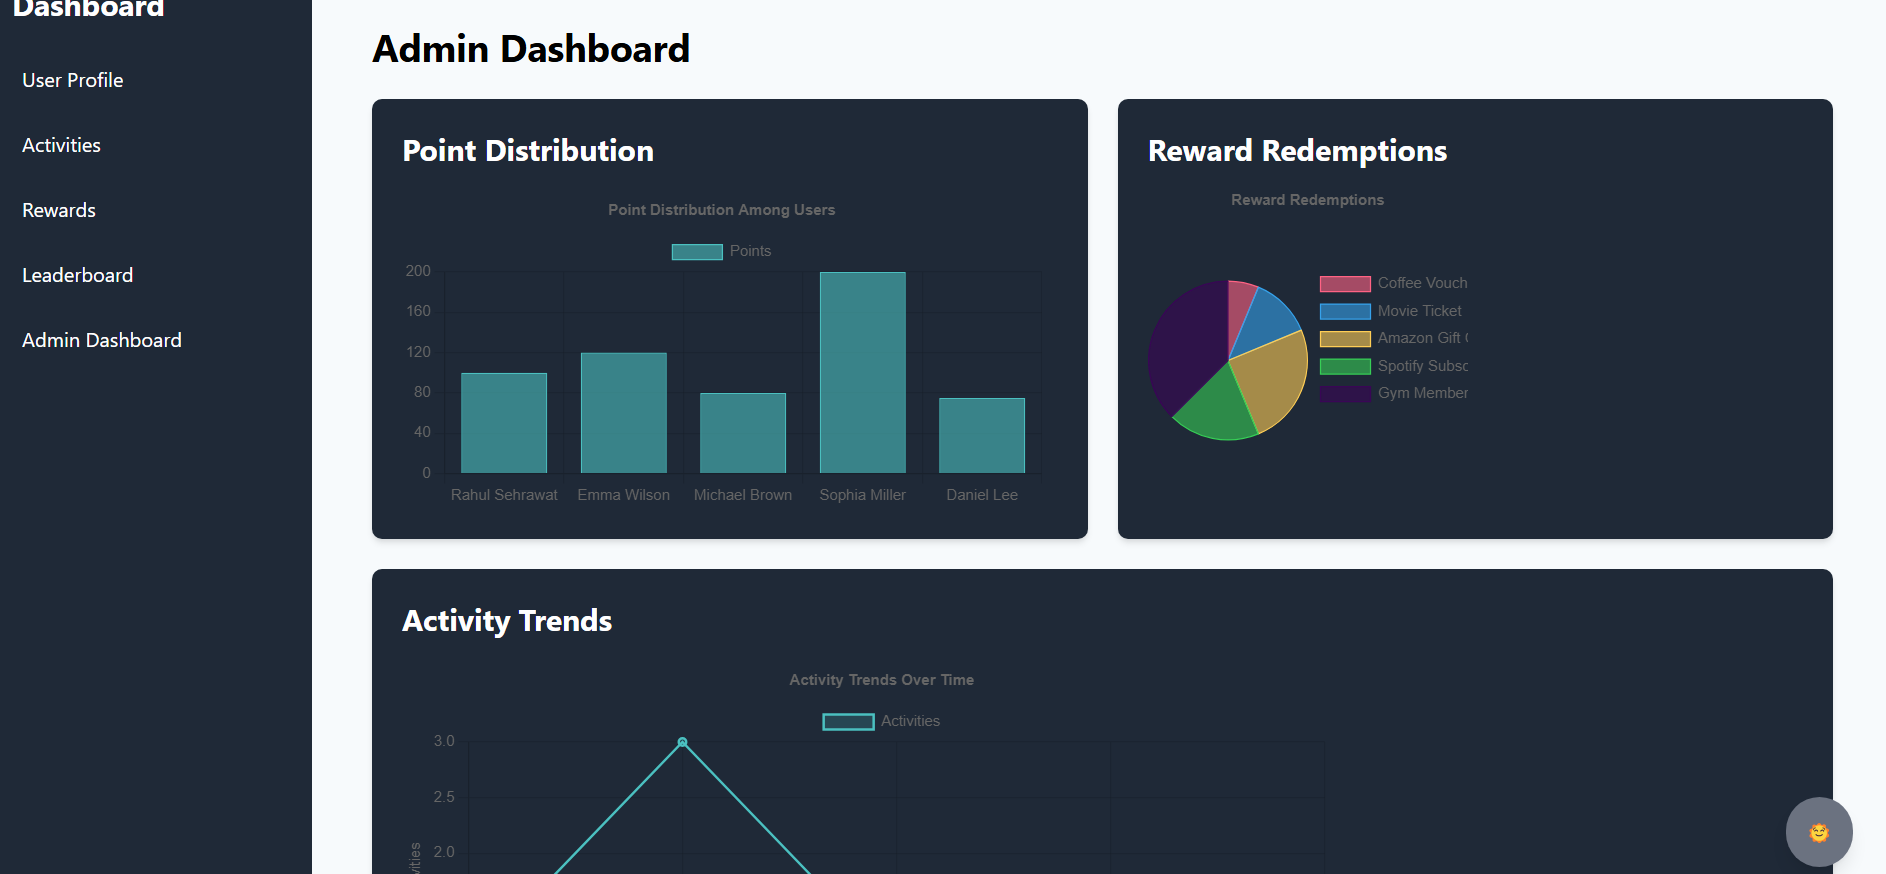 Dashboard
User Profile
Activities
Rewards
Leaderboard
Admin Dashboard
Admin Dashboard
Point Distribution
Point Distribution Among Users
Points
200
160
120
80
40
0
Rahul Sehrawat Emma Wilson Michael Brown Sophia Miller Daniel Lee
Reward Redemptions
Reward Redemptions
Coffee Vouch
Movie Ticket
Amazon Gift
Spotify Subsc
Gym Member
Activity Trends
Activity Trends Over Time
Activities
3.0
2.5
2.0
vities